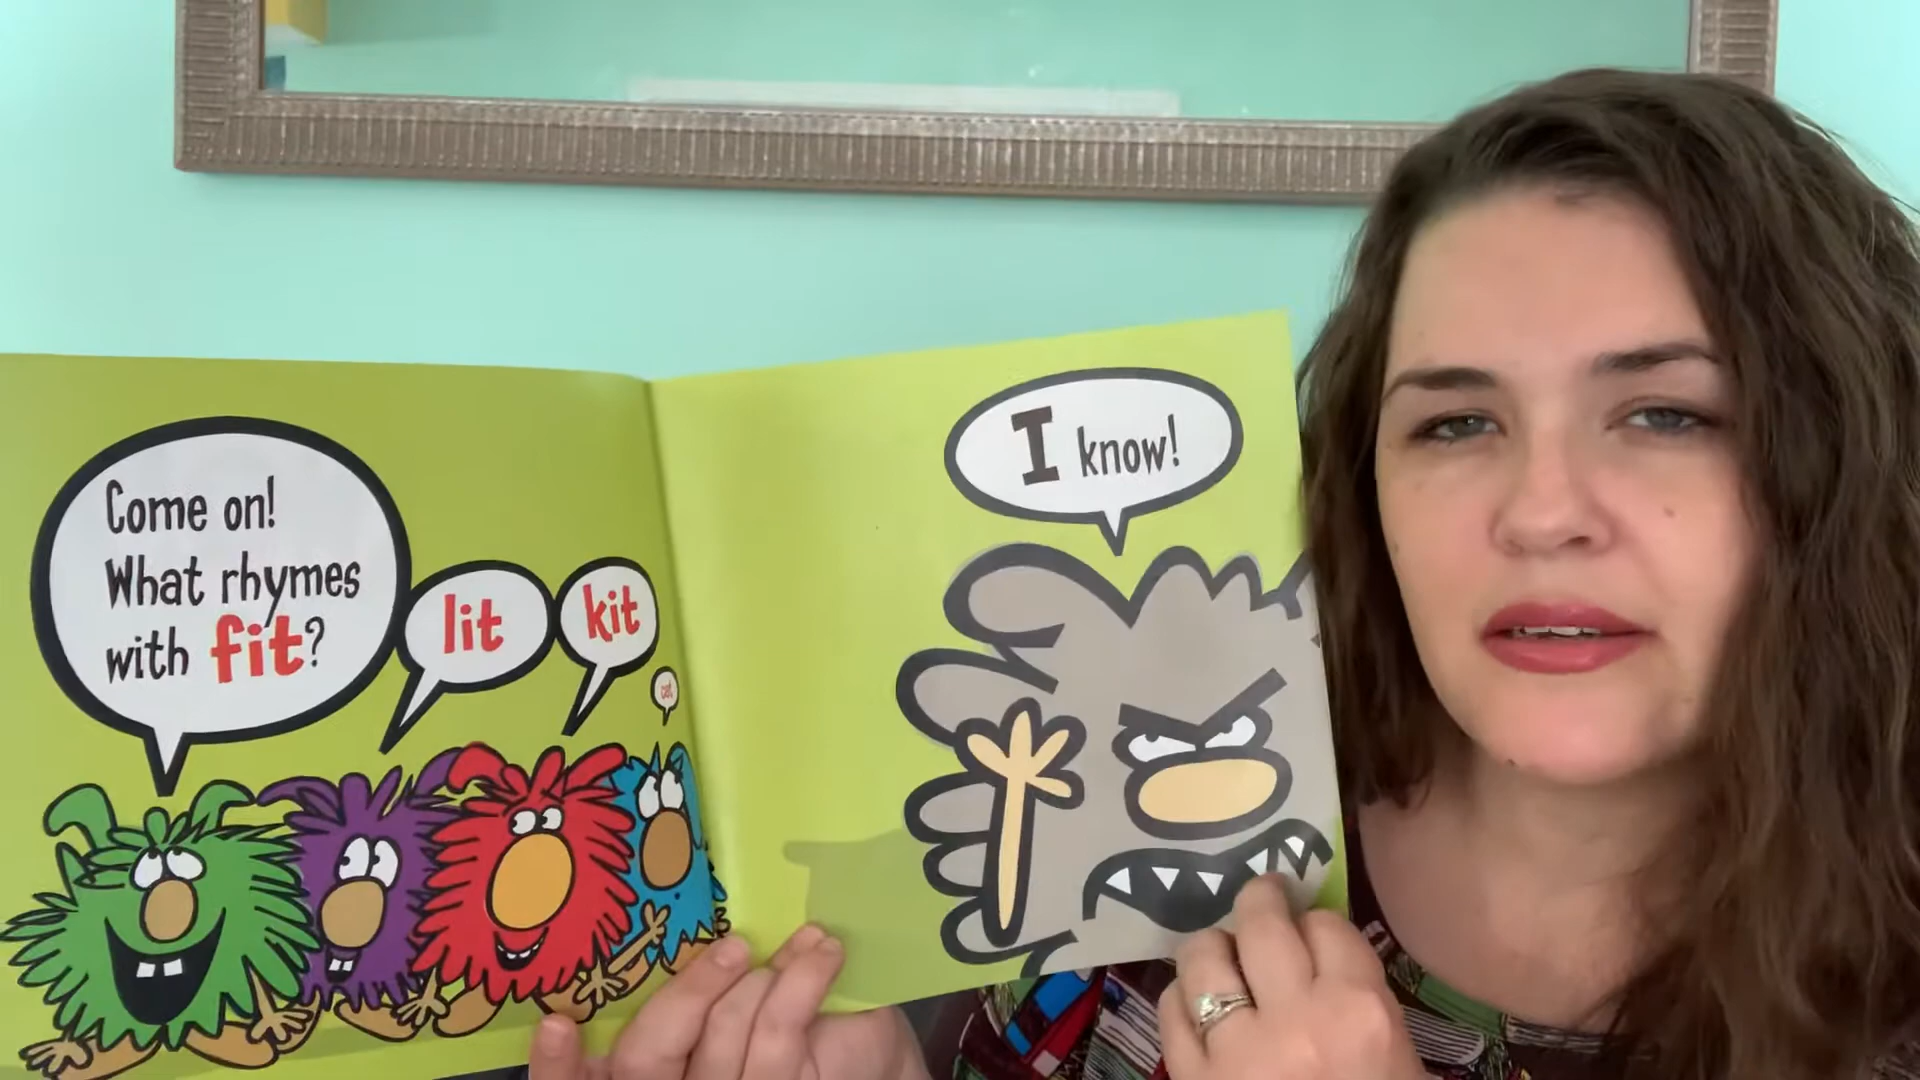 Come on!
What rhymes
with fit?
lit
kit
I know!